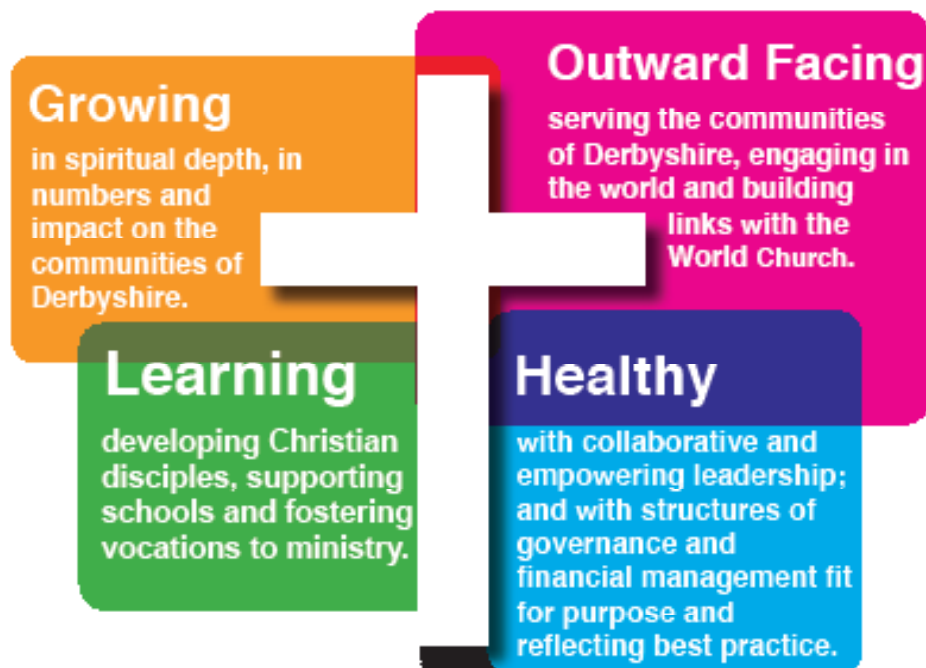 Growing
in spiritual depth, in
numbers and
impact on the
communities of
Derbyshire.
Outward Facing
serving the communities
of Derbyshire, engaging in
the world and building
links with the
World Church.
Learning
developing Christian
disciples, supporting
schools and fostering
vocations to ministry.
Healthy
with collaborative and
empowering leadership;
and with structures of
governance and
financial management fit
for purpose and
reflecting best practice.